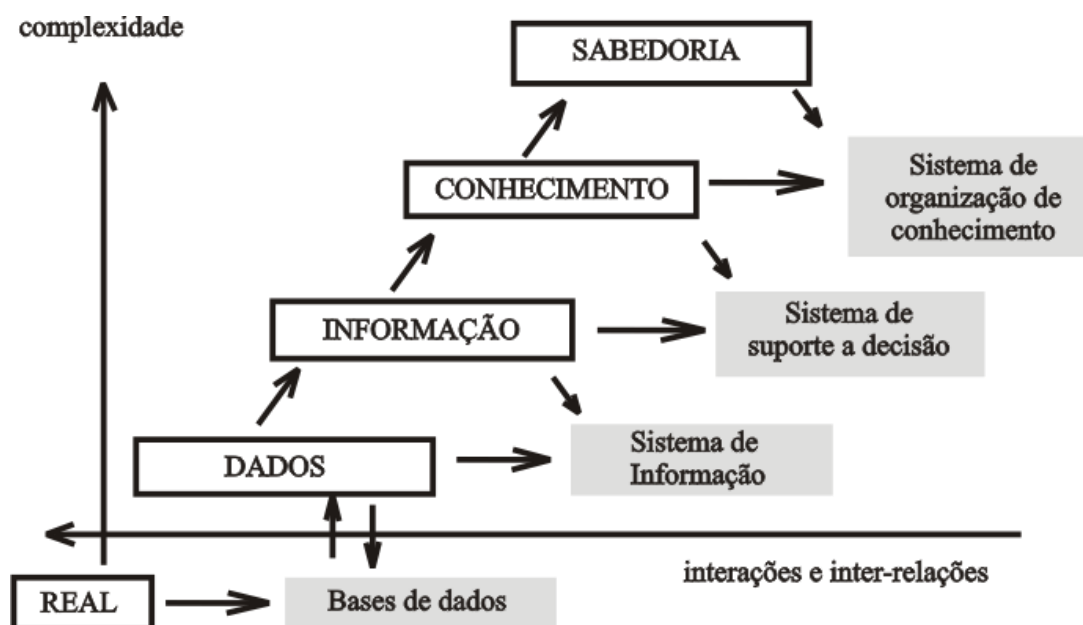 complexidade
SABEDORIA
Sistema de
organização de
conhecimento
CONHECIMENTO
Sistema de
suporte a decisão
INFORMAÇÃO
Sistema de
Informação
DADOS
interações e inter-relações
REAL
Bases de dados